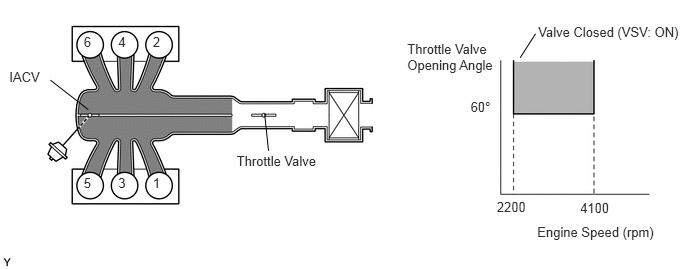 6 4 2
IACV
Throttle Valve
5 3 1
Valve Closed (VSV: ON)
Throttle Valve
Opening Angle
60°
2200 4100
Engine Speed (rpm)
Y